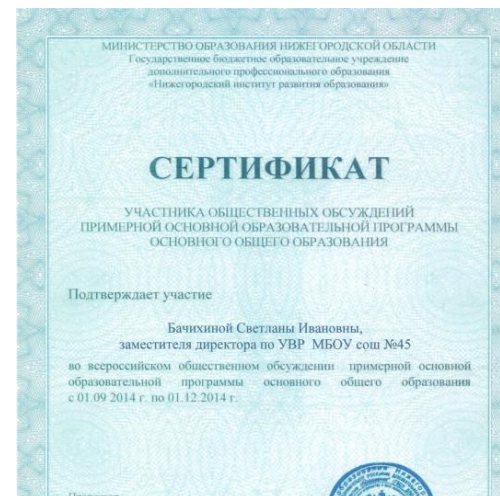 МИНИСТЕРСТВО ОБРАЗОВАНИЯ НИЖЕГОРОДСКОЙ ОБЛАСТИ
Государственное бюджетное образовательное учреждение
дополнительного профессионального образования
«Нижегородский институт развития образования»
СЕРТИФИКАТ
УЧАСТНИКА ОБЩЕСТВЕННЫХ ОБСУЖДЕНИЙ
ПРИМЕРНОЙ ОСНОВНОЙ ОБРАЗОВАТЕЛЬНОЙ ПРОГРАММЫ
ОСНОВНОГО ОБЩЕГО ОБРАЗОВАНИЯ
Подтверждает участие
Бачихиной Светланы Ивановны,
заместителя директора по УВР МБОУ сош №45
во всероссийском общественном обсуждении примерной основной
образовательной программы основного общего образования
с 01.09 2014 г. по 01.12.2014 г.